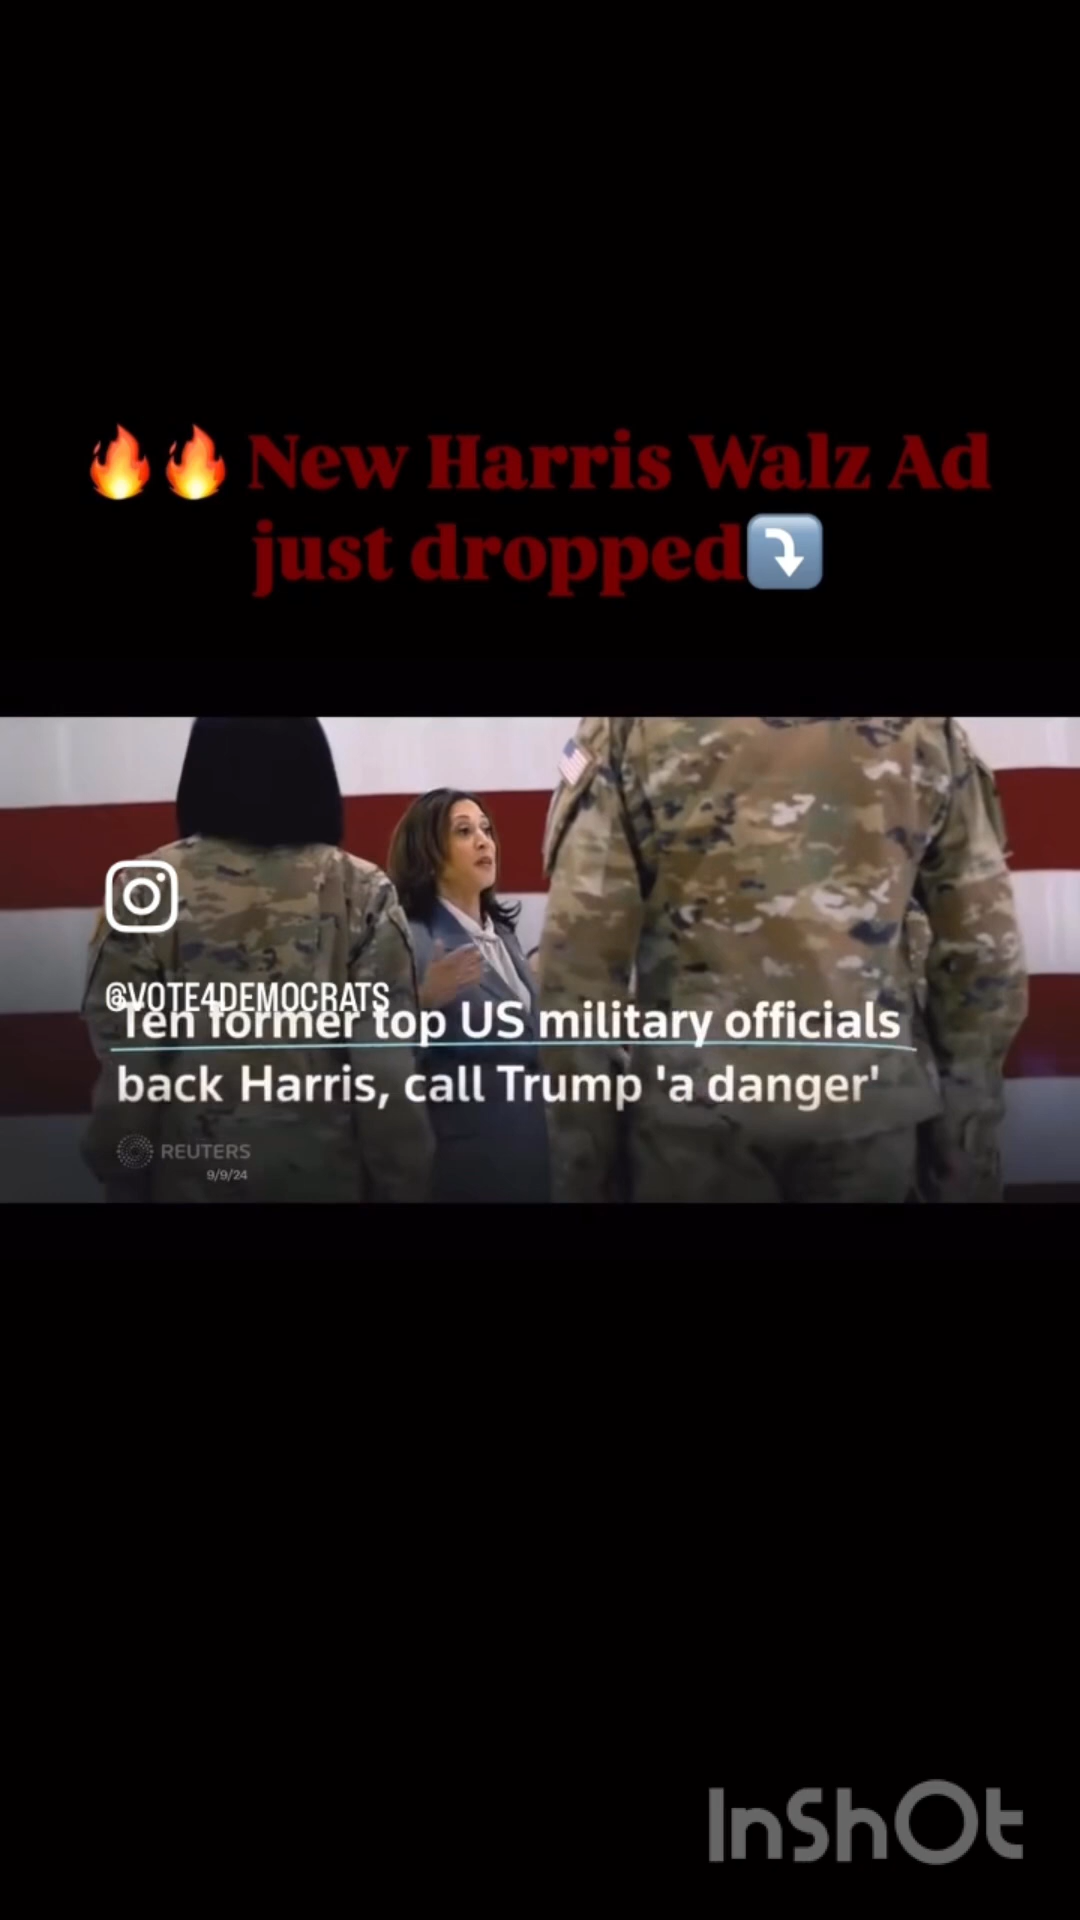 🔥🔥 New Harris Walz Ad
just dropped⤵️
@VOTE4DEMOCRATS
Ten former top US military officials
back Harris, call Trump 'a danger'
REUTERS
9/9/24
InShOt